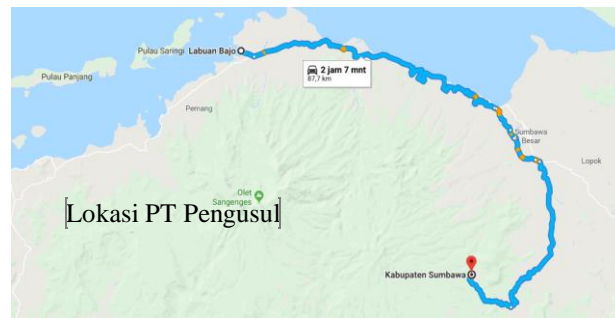 Pulau Saringi
Labuan Bajo
Pulau Panjang
2 jam 7 mnt
87,7 km
Pemang
Sumbawa
Besar
Lopok
Olet
Sangenges
Lokasi PT Pengusul
Kabupaten Sumbawa